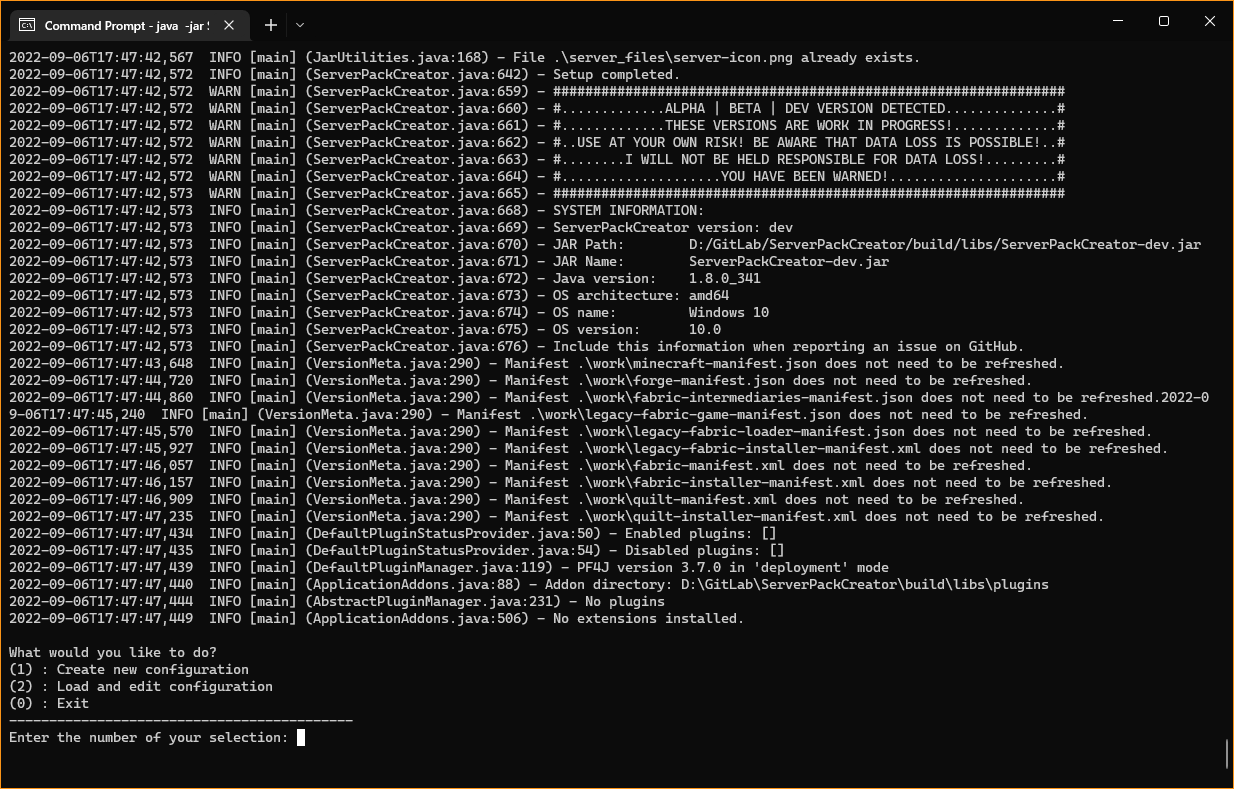 Command Prompt - java  -jar S
2022-09-06T17:47:42,567  INFO [main] (JarUtilities.java:168) - File .\server_files\server-icon.png already exists.
2022-09-06T17:47:42,572  INFO [main] (ServerPackCreator.java:642) - Setup completed.
2022-09-06T17:47:42,572  WARN [main] (ServerPackCreator.java:659) - ################################################################
2022-09-06T17:47:42,572  WARN [main] (ServerPackCreator.java:660) - #.............ALPHA | BETA | DEV VERSION DETECTED..............#
2022-09-06T17:47:42,572  WARN [main] (ServerPackCreator.java:661) - #.............THESE VERSIONS ARE WORK IN PROGRESS!.............#
2022-09-06T17:47:42,572  WARN [main] (ServerPackCreator.java:662) - #..USE AT YOUR OWN RISK! BE AWARE THAT DATA LOSS IS POSSIBLE!..#
2022-09-06T17:47:42,572  WARN [main] (ServerPackCreator.java:663) - #........I WILL NOT BE HELD RESPONSIBLE FOR DATA LOSS!.........#
2022-09-06T17:47:42,572  WARN [main] (ServerPackCreator.java:664) - #....................YOU HAVE BEEN WARNED!.....................#
2022-09-06T17:47:42,573  WARN [main] (ServerPackCreator.java:665) - ################################################################
2022-09-06T17:47:42,573  INFO [main] (ServerPackCreator.java:668) - SYSTEM INFORMATION:
2022-09-06T17:47:42,573  INFO [main] (ServerPackCreator.java:669) - ServerPackCreator version: dev
2022-09-06T17:47:42,573  INFO [main] (ServerPackCreator.java:670) - JAR Path:        D:/GitLab/ServerPackCreator/build/libs/ServerPackCreator-dev.jar
2022-09-06T17:47:42,573  INFO [main] (ServerPackCreator.java:671) - JAR Name:        ServerPackCreator-dev.jar
2022-09-06T17:47:42,573  INFO [main] (ServerPackCreator.java:672) - Java version:    1.8.0_341
2022-09-06T17:47:42,573  INFO [main] (ServerPackCreator.java:673) - OS architecture: amd64
2022-09-06T17:47:42,573  INFO [main] (ServerPackCreator.java:674) - OS name:         Windows 10
2022-09-06T17:47:42,573  INFO [main] (ServerPackCreator.java:675) - OS version:      10.0
2022-09-06T17:47:42,573  INFO [main] (ServerPackCreator.java:676) - Include this information when reporting an issue on GitHub.
2022-09-06T17:47:43,648  INFO [main] (VersionMeta.java:290) - Manifest .\work\minecraft-manifest.json does not need to be refreshed.
2022-09-06T17:47:44,720  INFO [main] (VersionMeta.java:290) - Manifest .\work\forge-manifest.json does not need to be refreshed.
2022-09-06T17:47:44,860  INFO [main] (VersionMeta.java:290) - Manifest .\work\fabric-intermediaries-manifest.json does not need to be refreshed.2022-0
9-06T17:47:45,240  INFO [main] (VersionMeta.java:290) - Manifest .\work\legacy-fabric-game-manifest.json does not need to be refreshed.
2022-09-06T17:47:45,570  INFO [main] (VersionMeta.java:290) - Manifest .\work\legacy-fabric-loader-manifest.json does not need to be refreshed.
2022-09-06T17:47:45,927  INFO [main] (VersionMeta.java:290) - Manifest .\work\legacy-fabric-installer-manifest.xml does not need to be refreshed.
2022-09-06T17:47:46,057  INFO [main] (VersionMeta.java:290) - Manifest .\work\fabric-manifest.xml does not need to be refreshed.
2022-09-06T17:47:46,157  INFO [main] (VersionMeta.java:290) - Manifest .\work\fabric-installer-manifest.xml does not need to be refreshed.
2022-09-06T17:47:46,909  INFO [main] (VersionMeta.java:290) - Manifest .\work\quilt-manifest.xml does not need to be refreshed.
2022-09-06T17:47:47,235  INFO [main] (VersionMeta.java:290) - Manifest .\work\quilt-installer-manifest.xml does not need to be refreshed.
2022-09-06T17:47:47,434  INFO [main] (DefaultPluginStatusProvider.java:50) - Enabled plugins: []
2022-09-06T17:47:47,435  INFO [main] (DefaultPluginStatusProvider.java:54) - Disabled plugins: []
2022-09-06T17:47:47,439  INFO [main] (DefaultPluginManager.java:119) - PF4J version 3.7.0 in 'deployment' mode
2022-09-06T17:47:47,440  INFO [main] (ApplicationAddons.java:88) - Addon directory: D:\GitLab\ServerPackCreator\build\libs\plugins
2022-09-06T17:47:47,444  INFO [main] (AbstractPluginManager.java:231) - No plugins
2022-09-06T17:47:47,449  INFO [main] (ApplicationAddons.java:506) - No extensions installed.
What would you like to do?
(1) : Create new configuration
(2) : Load and edit configuration
(0) : Exit
-------------------------------------------
Enter the number of your selection: